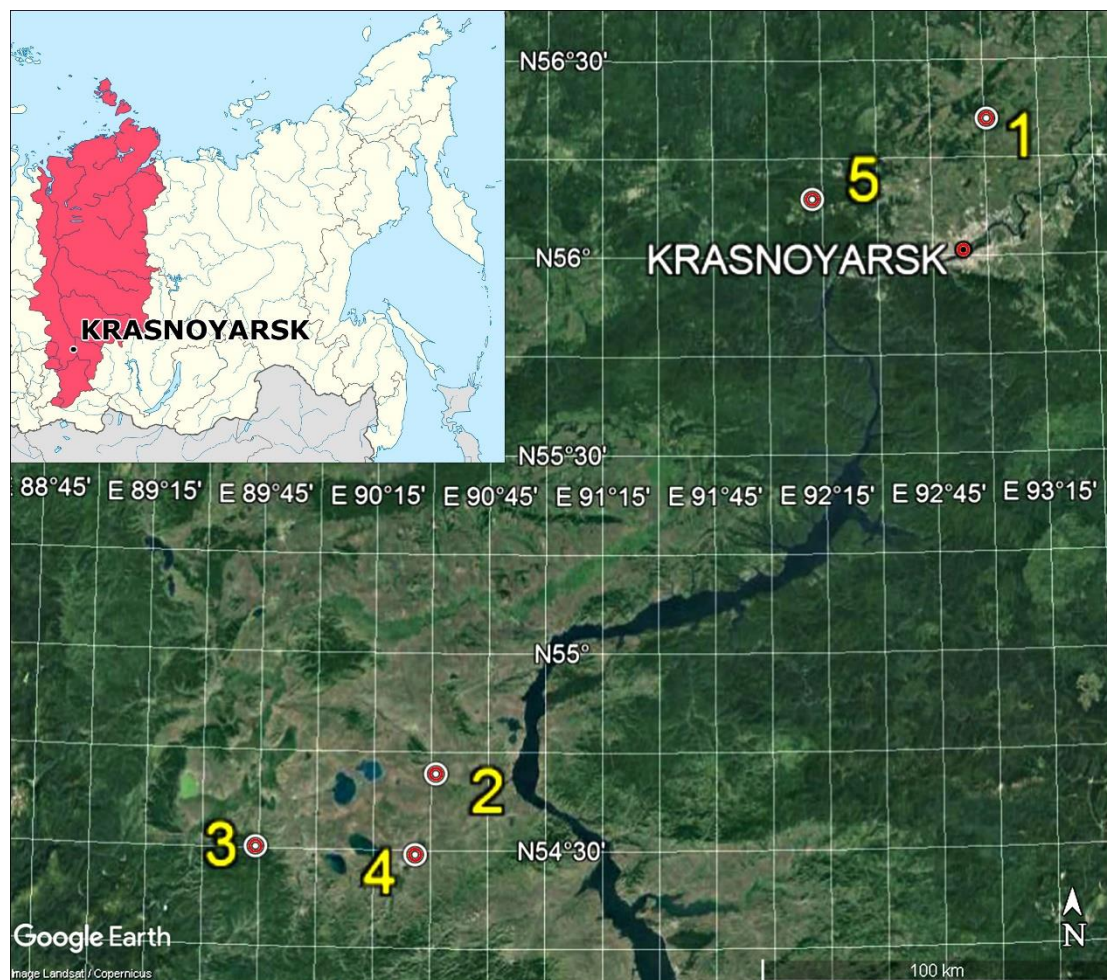 KRASNOYARSK
N56°30'
1
5
KRASNOYARSK
N56°
N55°30'
E 88°45' E 89°15' E 89°45' E 90°15' E 90°45' E 91°15' E 91°45' E 92°15' E 92°45' E 93°15'
N55°
2
3
4
N54°30'
Google Earth
N
Image Landsat / Copernicus
100 km